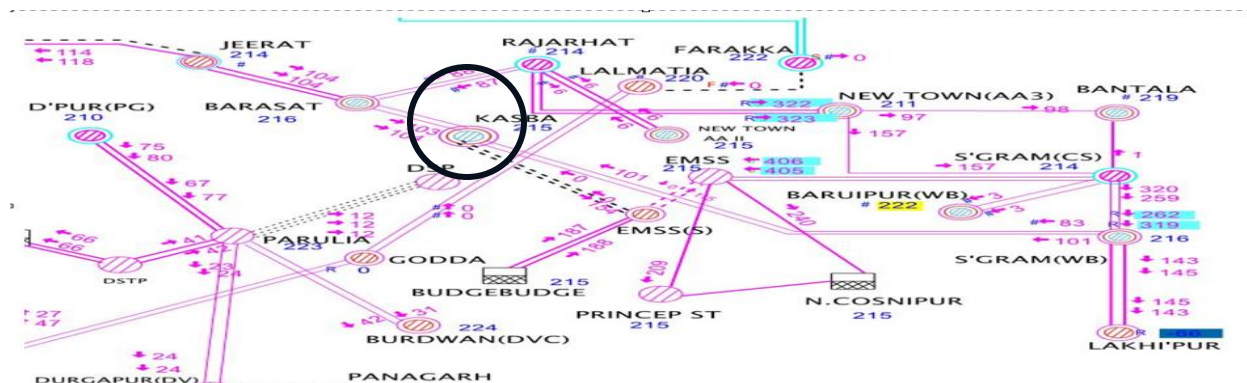 114
118
JEERAT
214
#
104
104
BARASAT
216
88
# 87
RAJARHAT
# 214
LALMATIA
220
FARAKKA
222
S # 0
F # 0
6
6
6
6
D'PUR(PG)
210
75
80
67
77
KASBA
215
03
NEW TOWN
AA II
215
R 322
R 323
NEW TOWN(AA3)
211
97
98
157
BANTALA
# 219
DSP
# 0
# 0
101
0
EMSS
215
406
405
157
S'GRAM(CS)
214
1
BARUIPUR(WB)
# 222
3
# 3
320
259
R 262
R 319
# 83
101
216
S'GRAM(WB)
12
12
12
PARULIA
223
41
42
66
66
DSTP
23
24
GODDA
R 0
EMSS(S)
187
188
BUDGEBUDGE
215
240
209
PRINCEP ST
215
N.COSNIPUR
215
143
145
145
143
R
LAKHI'PUR
27
47
42
31
224
BURDWAN(DVC)
24
24
DURGAPUR(DV)
PANAGARH